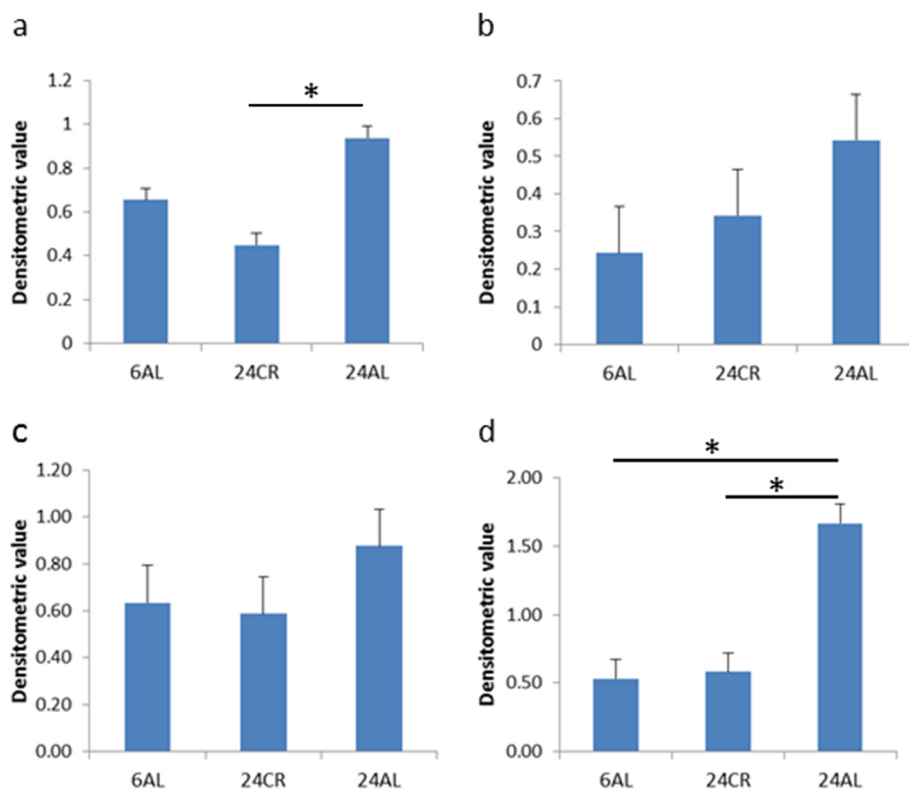 a
Densitometric value
1.2
1
0.8
0.6
0.4
0.2
0
*
6AL 24CR 24AL
b
Densitometric value
0.7
0.6
0.5
0.4
0.3
0.2
0.1
0
6AL 24CR 24AL
c
Densitometric value
1.20
1.00
0.80
0.60
0.40
0.20
0.00
6AL 24CR 24AL
d
Densitometric value
2.00
1.50
1.00
0.50
0.00
*
*
6AL 24CR 24AL